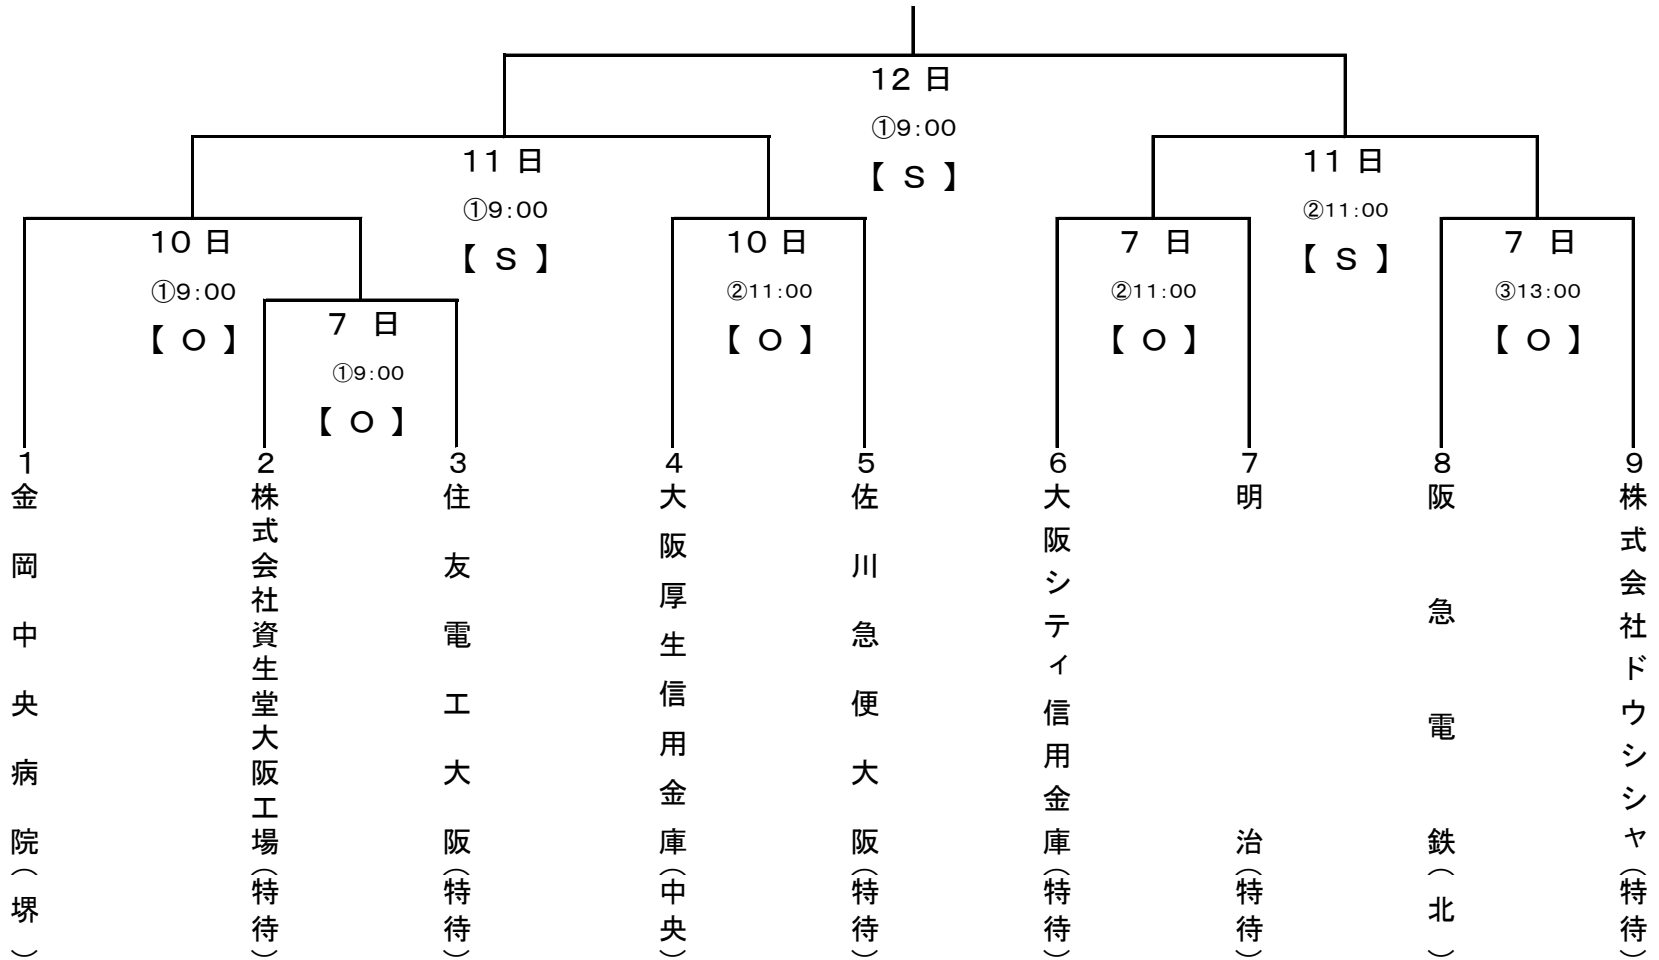 12 日
①9:00
【 S 】
11 日
①9:00
【 S 】
11 日
②11:00
【 S 】
10 日
①9:00
【 O 】
10 日
②11:00
【 O 】
7 日
②11:00
【 O 】
7 日
③13:00
【 O 】
7 日
①9:00
【 O 】
1
金岡中央病院(堺)
2
株式会社資生堂大阪工場(特待)
3
住友電工大阪(特待)
4
大阪厚生信用金庫(中央)
5
佐川急便大阪(特待)
6
大阪シティ信用金庫(特待)
7
明治(特待)
8
阪急電鉄(北)
9
株式会社ドウシシャ(特待)